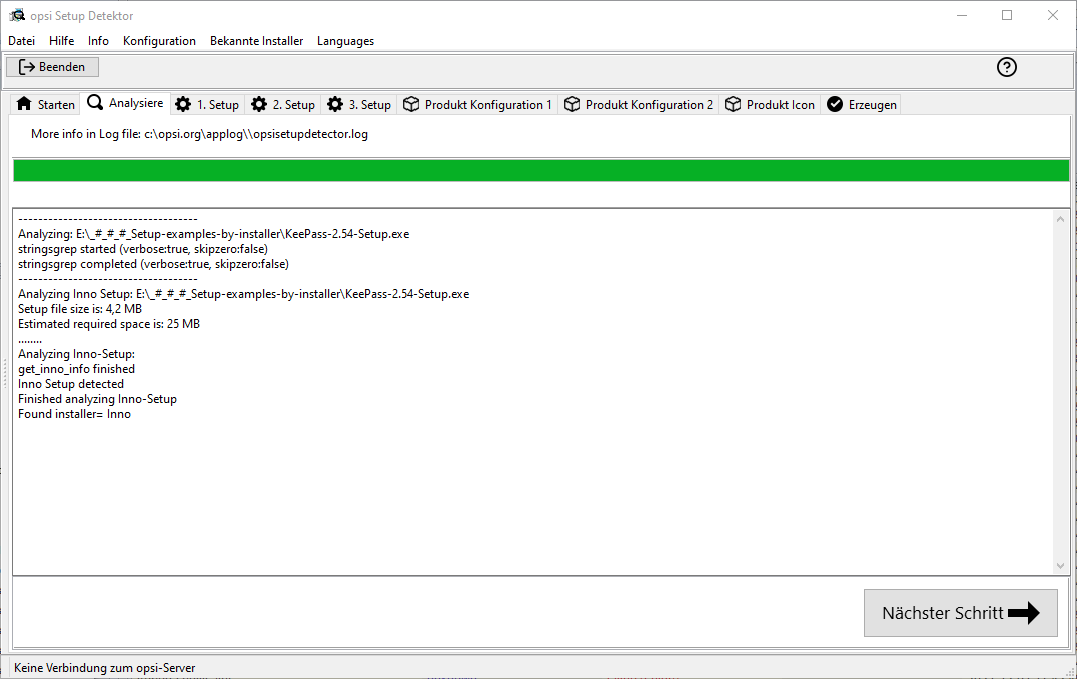 opsi Setup Detektor
Datei Hilfe Info Konfiguration Bekannte Installer Languages
Beenden
Starten Analysiere 1. Setup 2. Setup 3. Setup Produkt Konfiguration 1 Produkt Konfiguration 2 Produkt Icon Erzeugen
More info in Log file: c:\opsi.org\applog\\opsisetupdetector.log
------------------------------------
Analyzing: E:\_#_#_#_Setup-examples-by-installer\KeePass-2.54-Setup.exe
stringsgrep started (verbose:true, skipzero:false)
stringsgrep completed (verbose:true, skipzero:false)
------------------------------------
Analyzing Inno Setup: E:\_#_#_#_Setup-examples-by-installer\KeePass-2.54-Setup.exe
Setup file size is: 4,2 MB
Estimated required space is: 25 MB
........
Analyzing Inno-Setup:
get_inno_info finished
Inno Setup detected
Finished analyzing Inno-Setup
Found installer= Inno
Nächster Schritt
Keine Verbindung zum opsi-Server